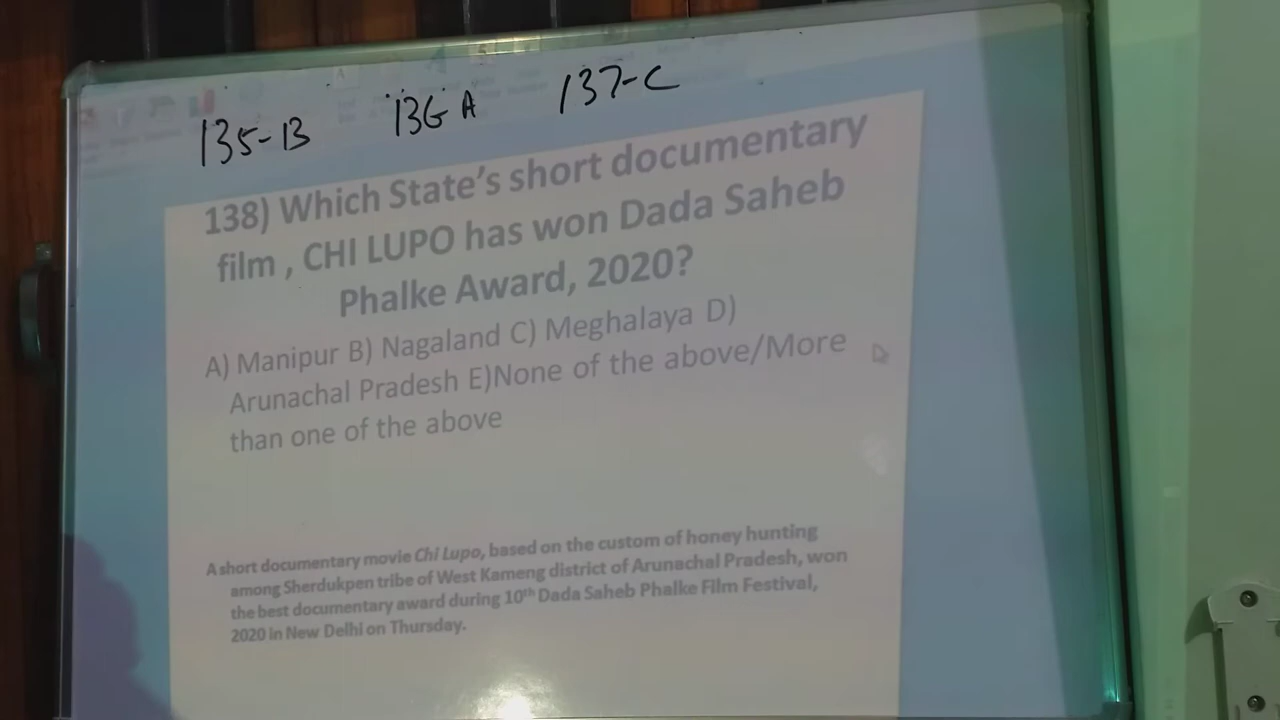 135-B 136 A 137-C
138) Which State's short documentary
film , CHI LUPO has won Dada Saheb
Phalke Award, 2020?
A) Manipur B) Nagaland C) Meghalaya D)
Arunachal Pradesh E)None of the above/More
than one of the above
A short documentary movie Chi Lupo, based on the custom of honey hunting
among Sherdukpen tribe of West Kameng district of Arunachal Pradesh, won
the best documentary award during 10th Dada Saheb Phalke Film Festival,
2020 in New Delhi on Thursday.